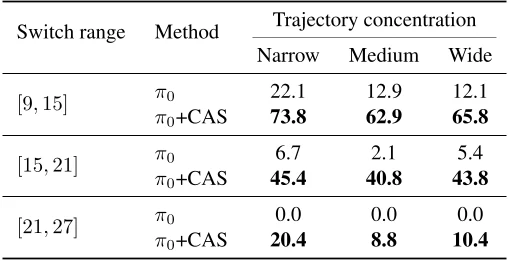 Switch range Method Trajectory concentration
Narrow Medium Wide
[9, 15] π₀ 22.1 12.9 12.1
π₀+CAS 73.8 62.9 65.8
[15, 21] π₀ 6.7 2.1 5.4
π₀+CAS 45.4 40.8 43.8
[21, 27] π₀ 0.0 0.0 0.0
π₀+CAS 20.4 8.8 10.4